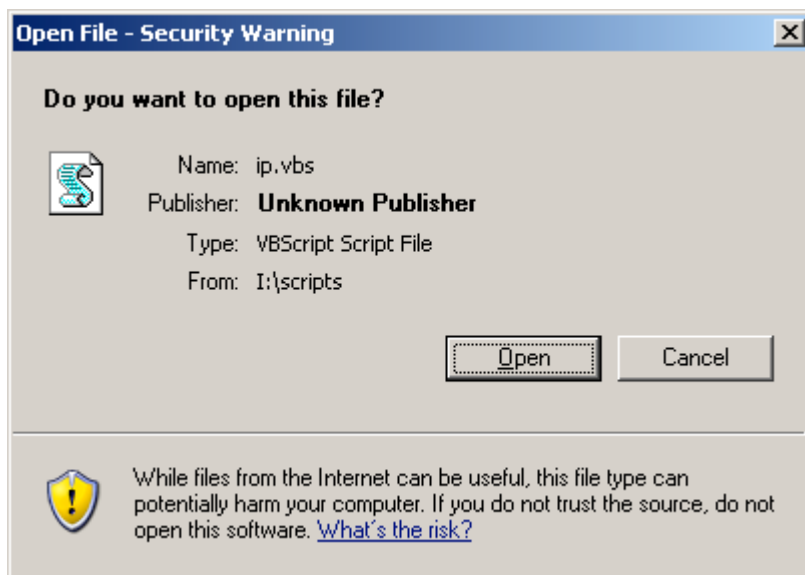 Open File - Security Warning
Do you want to open this file?
Name: ip.vbs
Publisher: Unknown Publisher
Type: VBScript Script File
From: I:\scripts
Open Cancel
While files from the Internet can be useful, this file type can
potentially harm your computer. If you do not trust the source, do not
open this software. What's the risk?